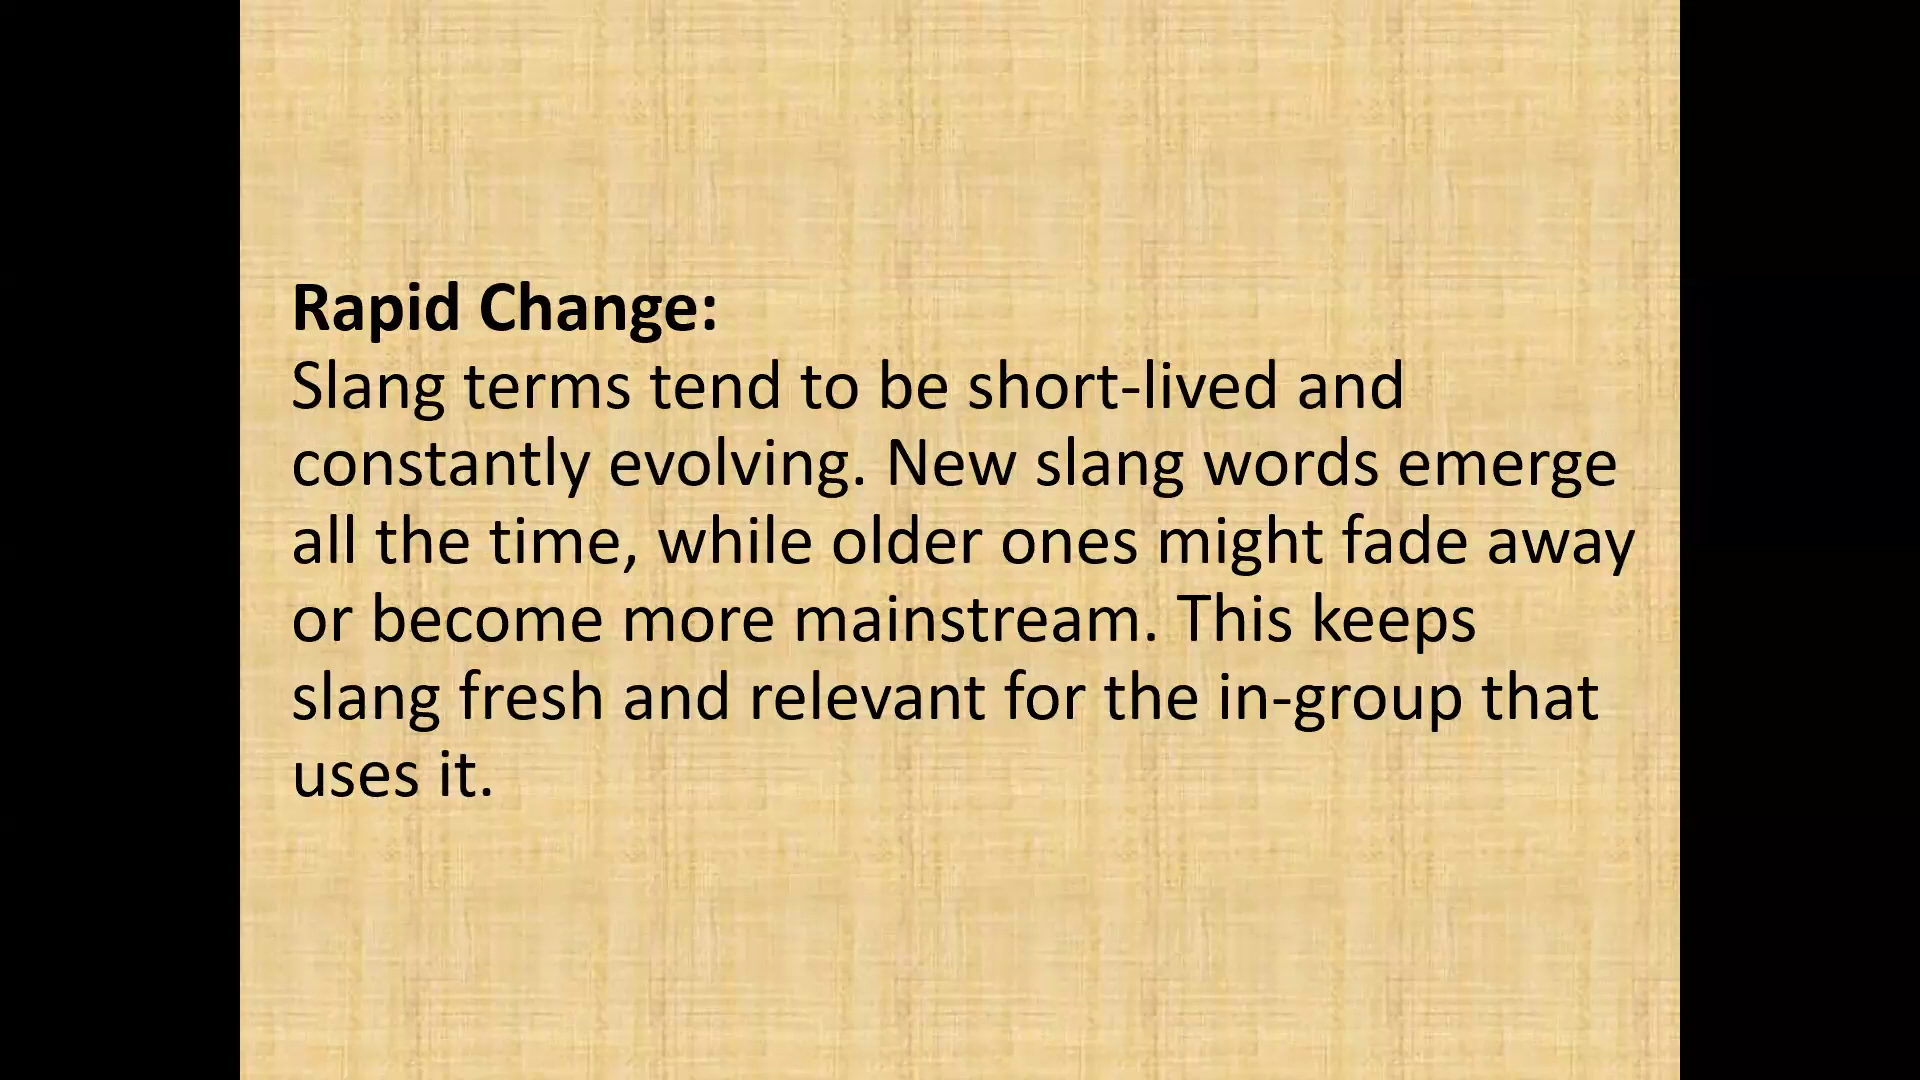 Rapid Change:
Slang terms tend to be short-lived and
constantly evolving. New slang words emerge
all the time, while older ones might fade away
or become more mainstream. This keeps
slang fresh and relevant for the in-group that
uses it.